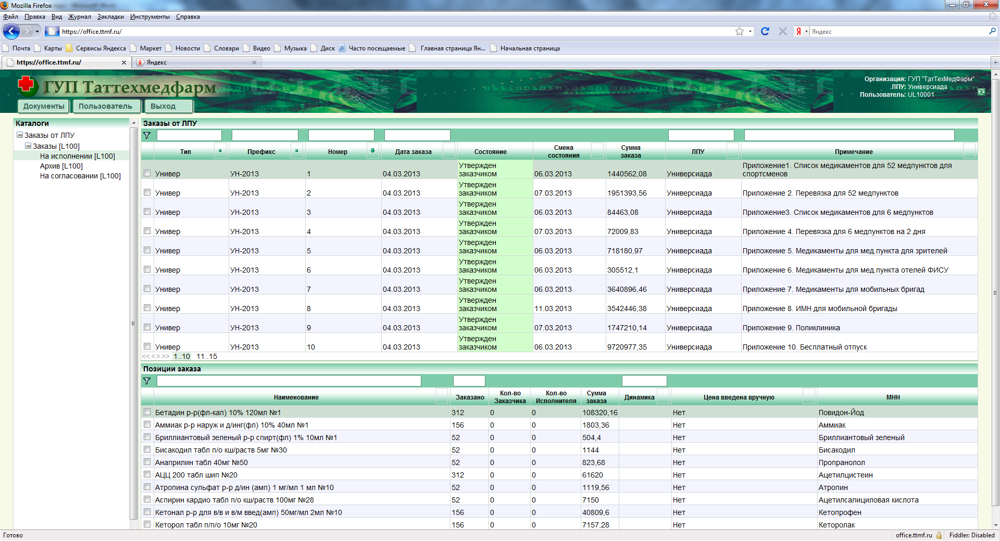 Mozilla Firefox
Файл Правка Вид Журнал Закладки Инструменты Справка
https://office.ttmf.ru/
Яндекс
Почта Карты Сервисы Яндекса Маркет Новости Словари Видео Музыка Диск Часто посещаемые Главная страница Ян... Начальная страница
https://office.ttmf.ru/ Яндекс
ГУП Таттехмедфарм
Организация: ГУП "ТатТехМедФарм"
ЛПУ: Универсиада
Пользователь: UL10001
Документы Пользователь Выход
Каталоги
Заказы от ЛПУ
Заказы [L100]
На исполнении [L100]
Архив [L100]
На согласовании [L100]
Заказы от ЛПУ
Тип Префикс Номер Дата заказа Состояние Смена состояния Сумма заказа ЛПУ Примечание
Универ УН-2013 1 04.03.2013 Утвержден заказчиком 06.03.2013 1440562,08 Универсиада Приложение1. Список медикаментов для 52 медпунктов для спортсменов
Универ УН-2013 2 04.03.2013 Утвержден заказчиком 07.03.2013 1951393,56 Универсиада Приложение 2. Перевязка для 52 медпунктов
Универ УН-2013 3 04.03.2013 Утвержден заказчиком 06.03.2013 84463,08 Универсиада Приложение3. Список медикаментов для 6 медпунктов
Универ УН-2013 4 04.03.2013 Утвержден заказчиком 07.03.2013 72009,83 Универсиада Приложение 4. Перевязка для 6 медпунктов на 2 дня
Универ УН-2013 5 04.03.2013 Утвержден заказчиком 06.03.2013 718180,97 Универсиада Приложение 5. Медикаменты для мед.пункта для зрителей
Универ УН-2013 6 04.03.2013 Утвержден заказчиком 06.03.2013 305512,1 Универсиада Приложение 6. Медикаменты для мед.пункта отелей ФИСУ
Универ УН-2013 7 04.03.2013 Утвержден заказчиком 06.03.2013 3640896,46 Универсиада Приложение 7. Медикаменты для мобильных бригад
Универ УН-2013 8 04.03.2013 Утвержден заказчиком 11.03.2013 3542446,38 Универсиада Приложение 8. ИМН для мобильной бригады
Универ УН-2013 9 04.03.2013 Утвержден заказчиком 07.03.2013 1747210,14 Универсиада Приложение 9. Поликлиника
Универ УН-2013 10 04.03.2013 Утвержден заказчиком 06.03.2013 9720977,35 Универсиада Приложение 10. Бесплатный отпуск
<<< <> >>> 1..10 11..15
Позиции заказа
Наименование Заказано Кол-во Заказчика Кол-во Исполнителя Сумма заказа Динамика Цена введена вручную МНН
Бетадин р-р(фл-кап) 10% 120мл №1 312 0 0 108320,16 Нет Повидон-Йод
Аммиак р-р наруж и д/инг(фл) 10% 40мл №1 156 0 0 1803,36 Нет Аммиак
Бриллиантовый зеленый р-р спирт(фл) 1% 10мл №1 52 0 0 504,4 Нет Бриллиантовый зеленый
Бисакодил табл п/о кш/раств 5мг №30 52 0 0 1144 Нет Бисакодил
Анаприлин табл 40мг №50 52 0 0 823,68 Нет Пропранолол
АЦЦ 200 табл шип №20 312 0 0 61620 Нет Ацетилцистеин
Атропина сульфат р-р д/ин (амп) 1 мг/мл 1 мл №10 52 0 0 1119,56 Нет Атропин
Аспирин кардио табл п/о кш/раств 100мг №28 52 0 0 7150 Нет Ацетилсалициловая кислота
Кетонал р-р для в/в и в/м введ(амп) 50мг/мл 2мл №10 156 0 0 40809,6 Нет Кетопрофен
Кеторол табл п/п/о 10мг №20 156 0 0 7157,28 Нет Кеторолак
Готово office.ttmf.ru Fiddler: Disabled